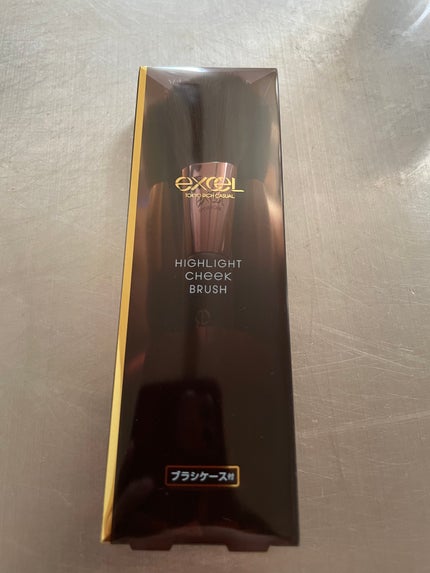 excel
TOKYO RICH CASUAL
HIGHLIGHT
CHEEK
BRUSH
ブラシケース付